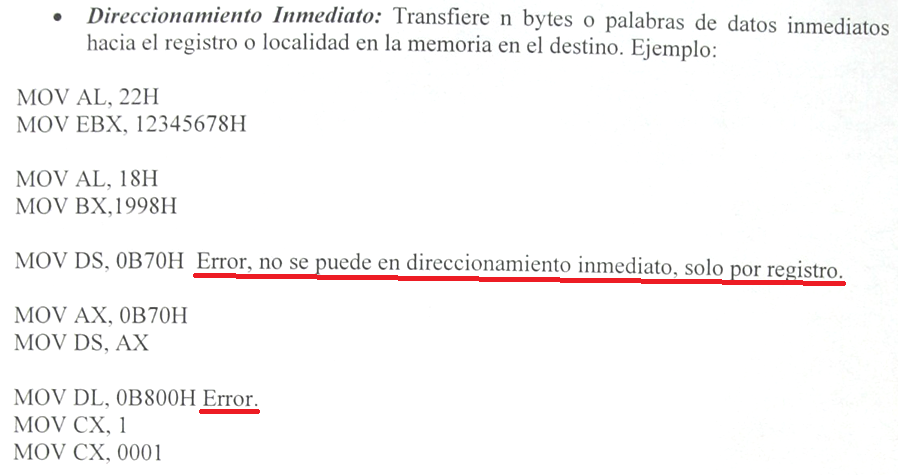 • Direccionamiento Inmediato: Transfiere n bytes o palabras de datos inmediatos
hacia el registro o localidad en la memoria en el destino. Ejemplo:
MOV AL, 22H
MOV EBX, 12345678H
MOV AL, 18H
MOV BX,1998H
MOV DS, 0B70H Error, no se puede en direccionamiento inmediato, solo por registro.
MOV AX, 0B70H
MOV DS, AX
MOV DL, 0B800H Error.
MOV CX, 1
MOV CX, 0001